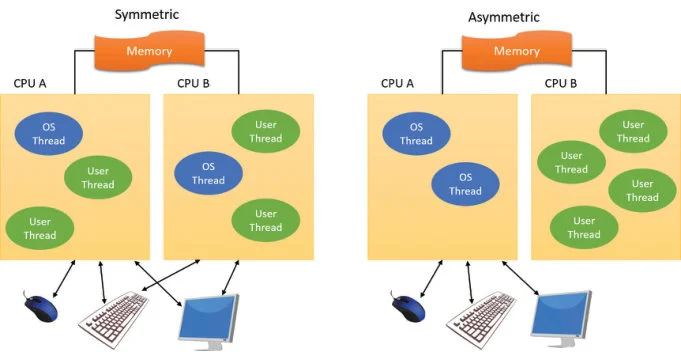 Symmetric
Memory
CPU A
CPU B
OS
Thread
User
Thread
User
Thread
User
Thread
OS
Thread
User
Thread
Asymmetric
Memory
CPU A
CPU B
OS
Thread
OS
Thread
User
Thread
User
Thread
User
Thread
User
Thread